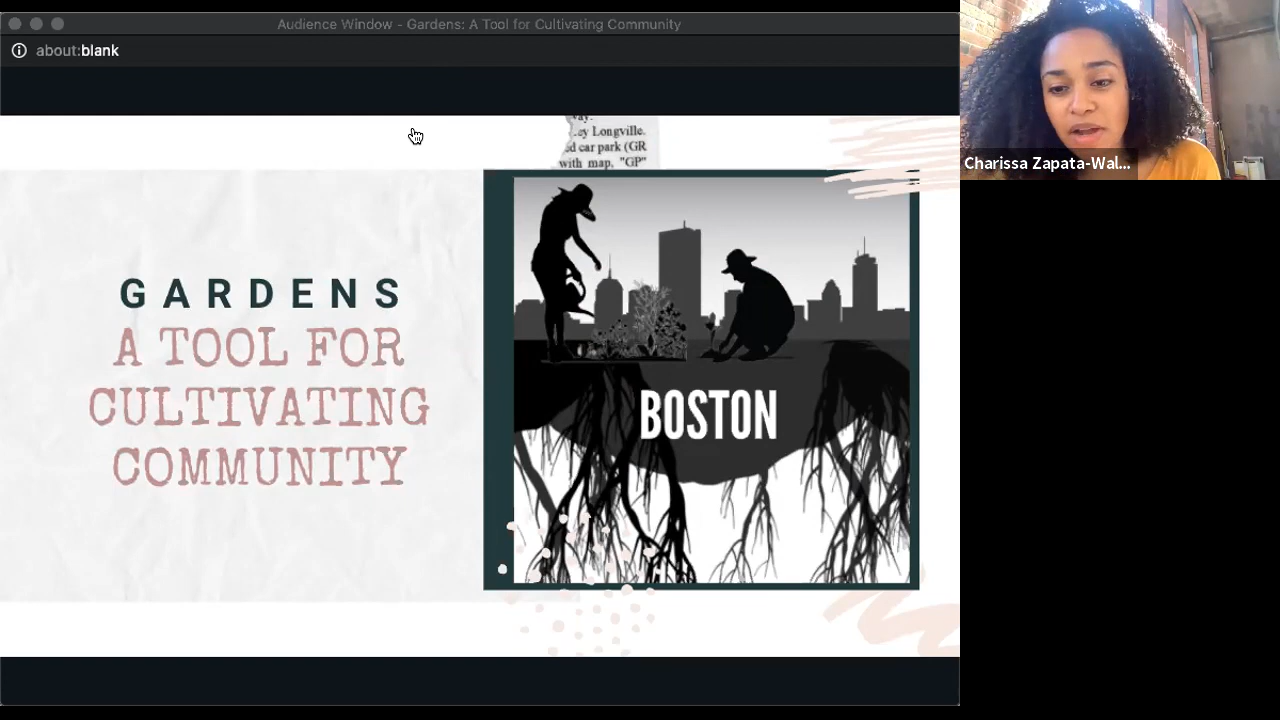 Audience Window - Gardens: A Tool for Cultivating Community
about:blank
Charissa Zapata-Wal...
way.
ey Longville.
ed car park (GR
with map, "GP"
GARDENS
A TOOL FOR
CULTIVATING
COMMUNITY
BOSTON